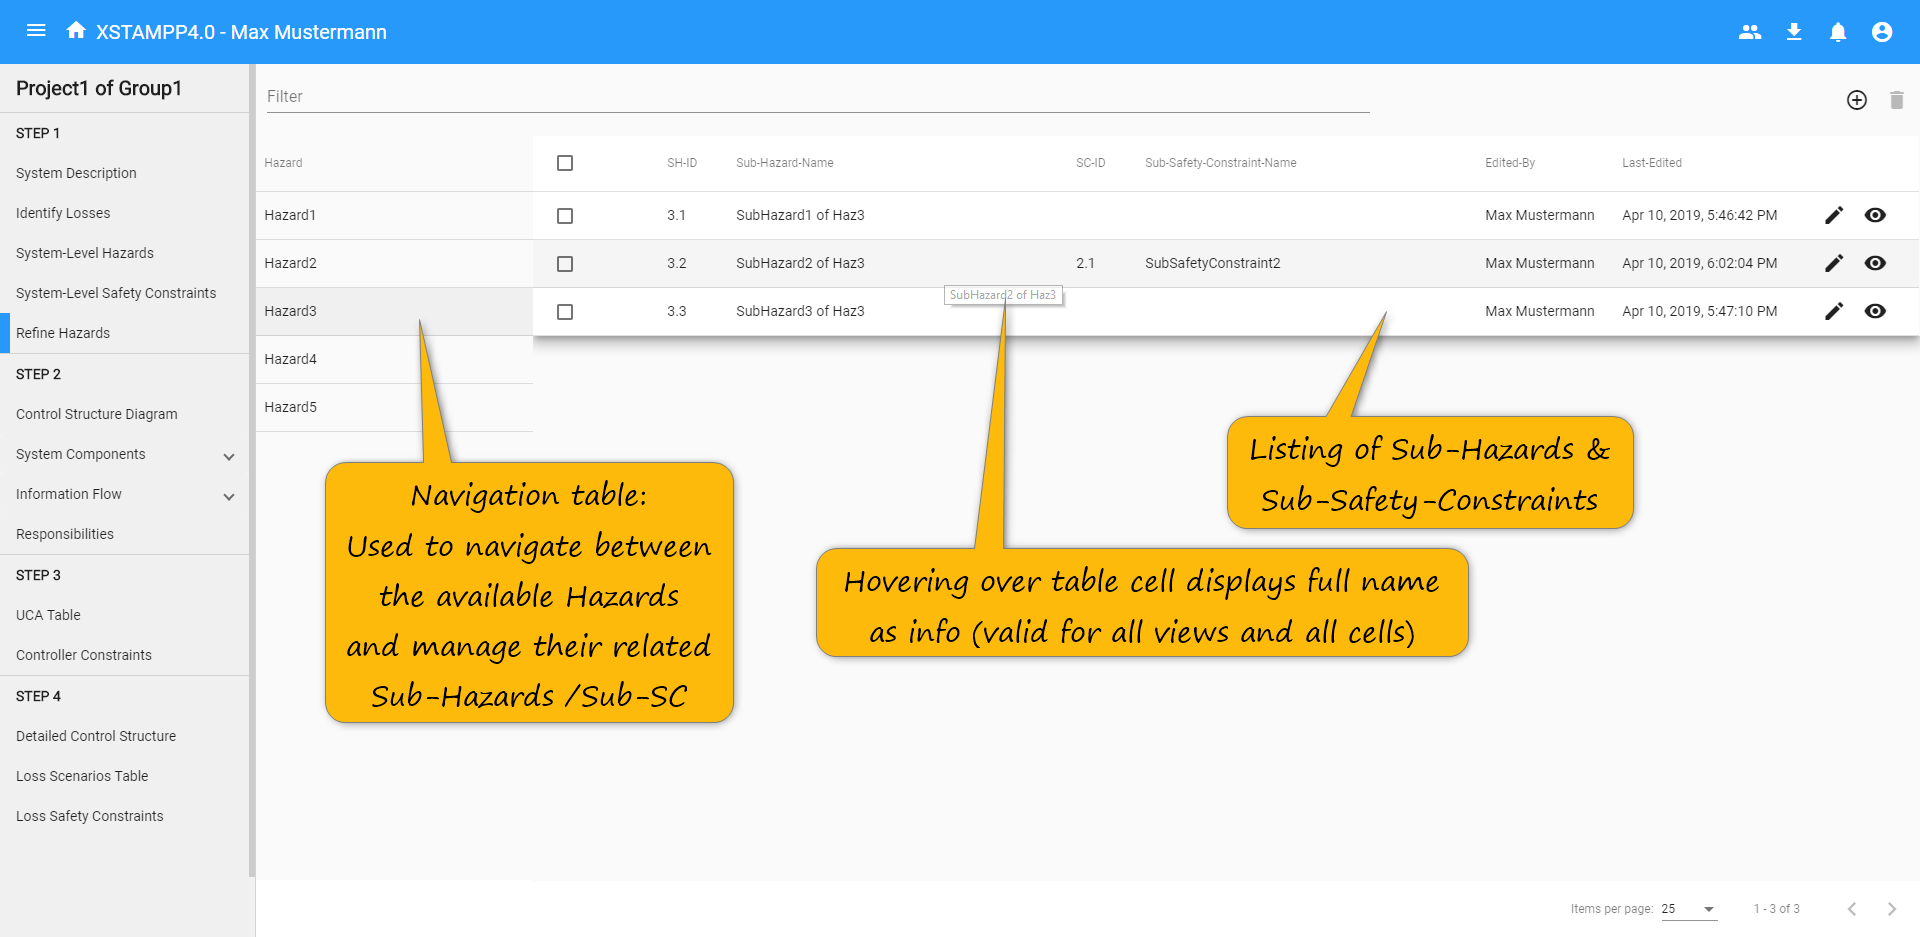 XSTAMPP4.0 - Max Mustermann
Project1 of Group1
STEP 1
System Description
Identify Losses
System-Level Hazards
System-Level Safety Constraints
Refine Hazards
STEP 2
Control Structure Diagram
System Components
Information Flow
Responsibilities
STEP 3
UCA Table
Controller Constraints
STEP 4
Detailed Control Structure
Loss Scenarios Table
Loss Safety Constraints
Filter
Hazard
Hazard1
Hazard2
Hazard3
Hazard4
Hazard5
SH-ID Sub-Hazard-Name SC-ID Sub-Safety-Constraint-Name Edited-By Last-Edited
3.1 SubHazard1 of Haz3 Max Mustermann Apr 10, 2019, 5:46:42 PM
3.2 SubHazard2 of Haz3 2.1 SubSafetyConstraint2 Max Mustermann Apr 10, 2019, 6:02:04 PM
SubHazard2 of Haz3
3.3 SubHazard3 of Haz3 Max Mustermann Apr 10, 2019, 5:47:10 PM
Navigation table:
Used to navigate between
the available Hazards
and manage their related
Sub-Hazards /Sub-SC
Hovering over table cell displays full name
as info (valid for all views and all cells)
Listing of Sub-Hazards &
Sub-Safety-Constraints
Items per page: 25 1 - 3 of 3